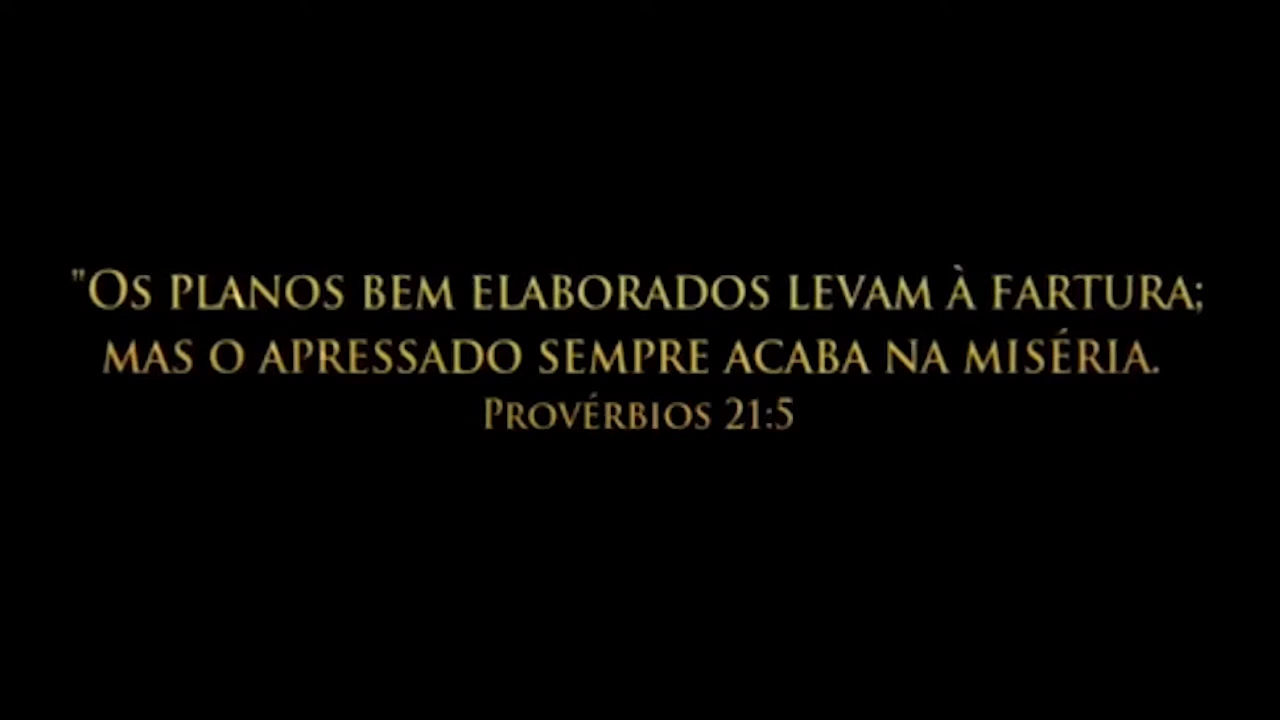 "Os planos bem elaborados levam à fartura;
mas o apressado sempre acaba na miséria.
Provérbios 21:5